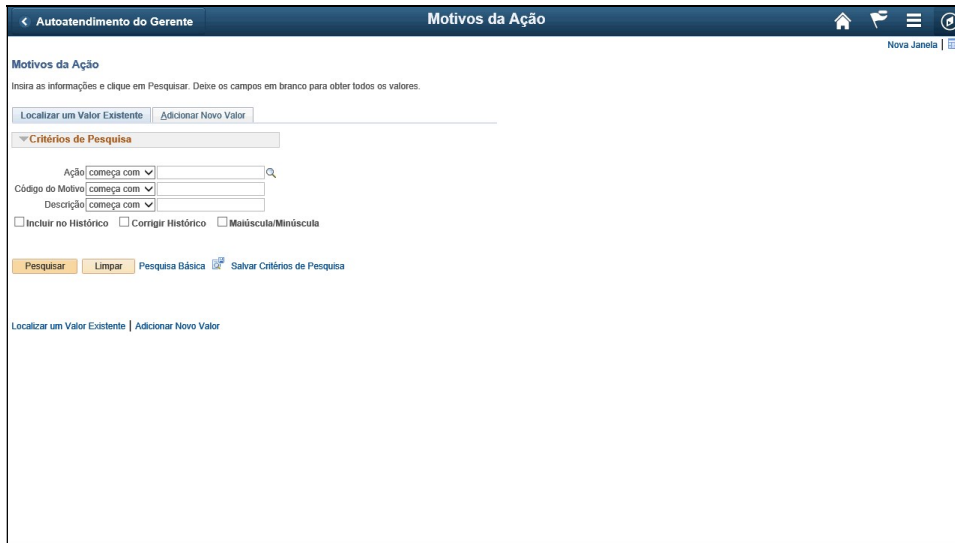 Autoatendimento do Gerente Motivos da Ação
Nova Janela |
Motivos da Ação
Insira as informações e clique em Pesquisar. Deixe os campos em branco para obter todos os valores.
Localizar um Valor Existente Adicionar Novo Valor
Critérios de Pesquisa
Ação começa com
Código do Motivo começa com
Descrição começa com
Incluir no Histórico Corrigir Histórico Maiúscula/Minúscula
Pesquisar Limpar Pesquisa Básica Salvar Critérios de Pesquisa
Localizar um Valor Existente | Adicionar Novo Valor